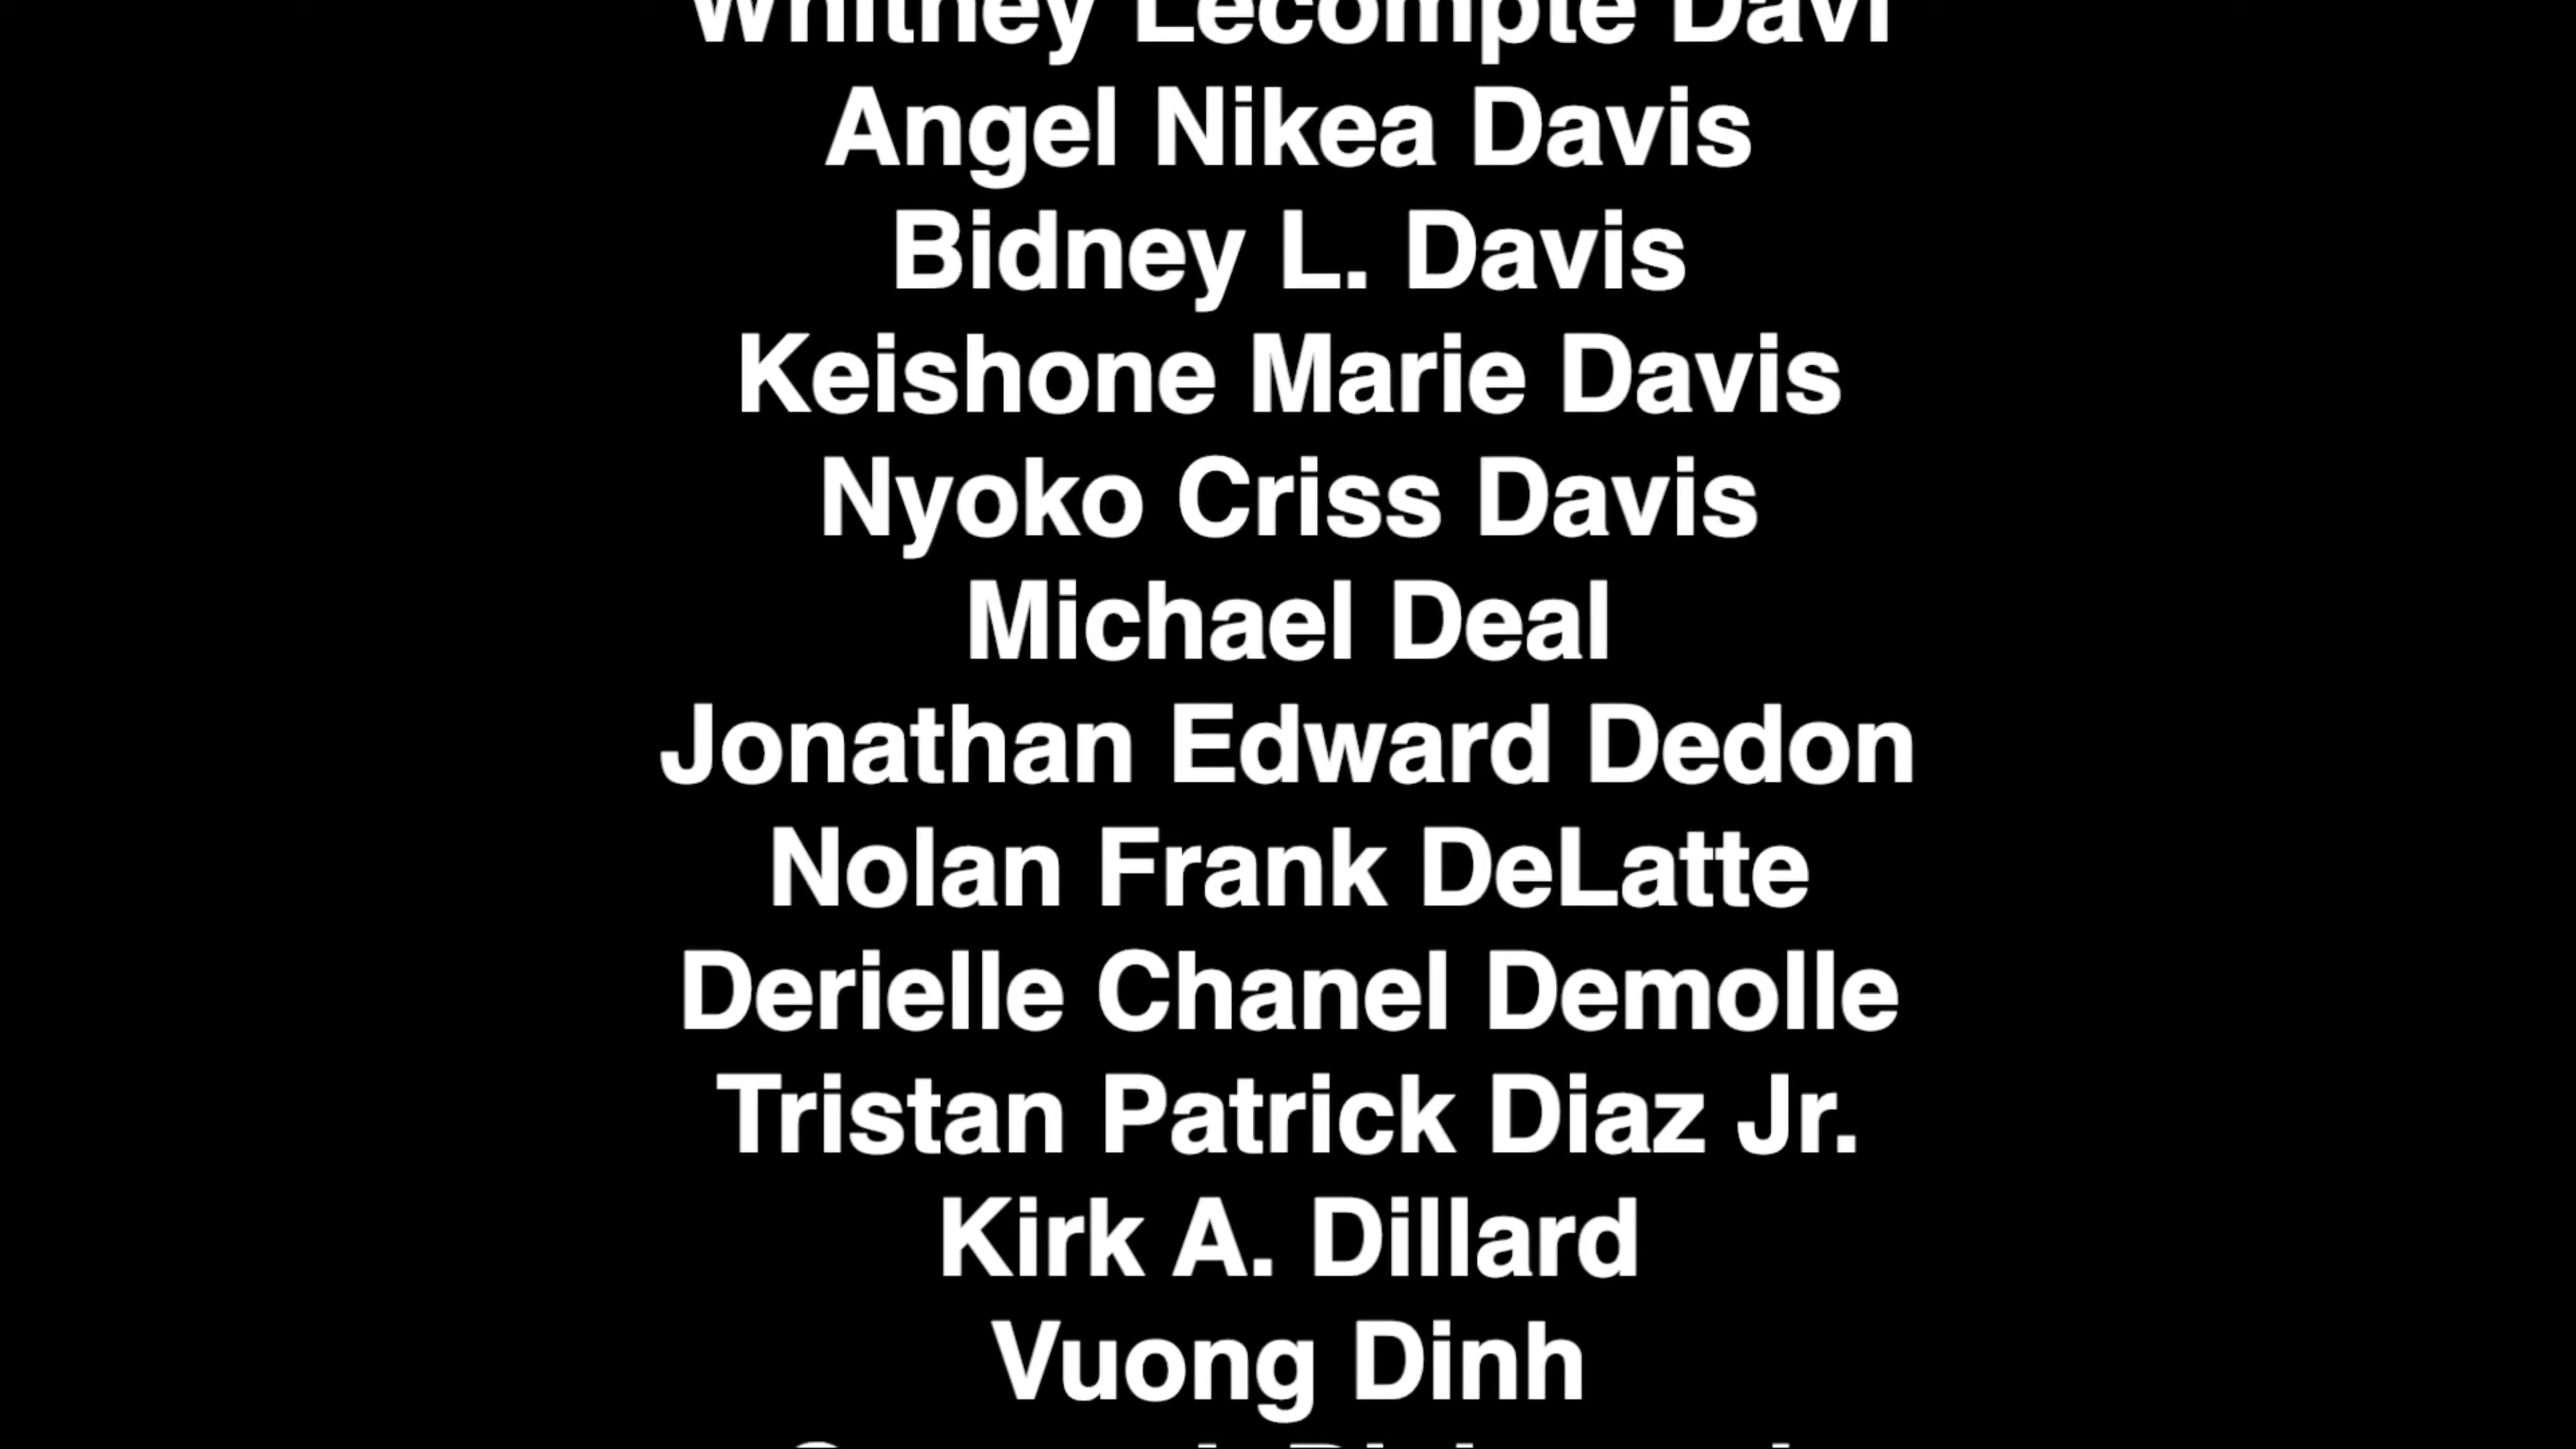 Whitney Lecompte Davi
Angel Nikea Davis
Bidney L. Davis
Keishone Marie Davis
Nyoko Criss Davis
Michael Deal
Jonathan Edward Dedon
Nolan Frank DeLatte
Derielle Chanel Demolle
Tristan Patrick Diaz Jr.
Kirk A. Dillard
Vuong Dinh